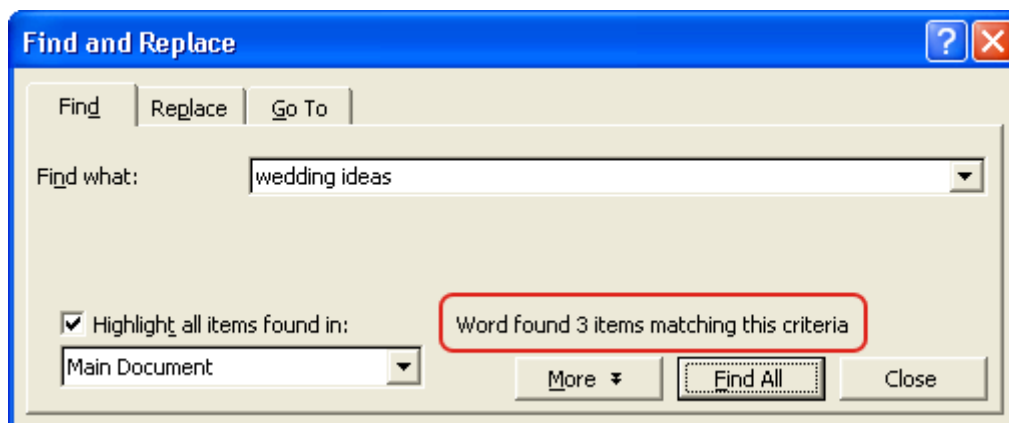 Find and Replace
Find Replace Go To
Find what: wedding ideas
Highlight all items found in: Word found 3 items matching this criteria
Main Document More Find All Close